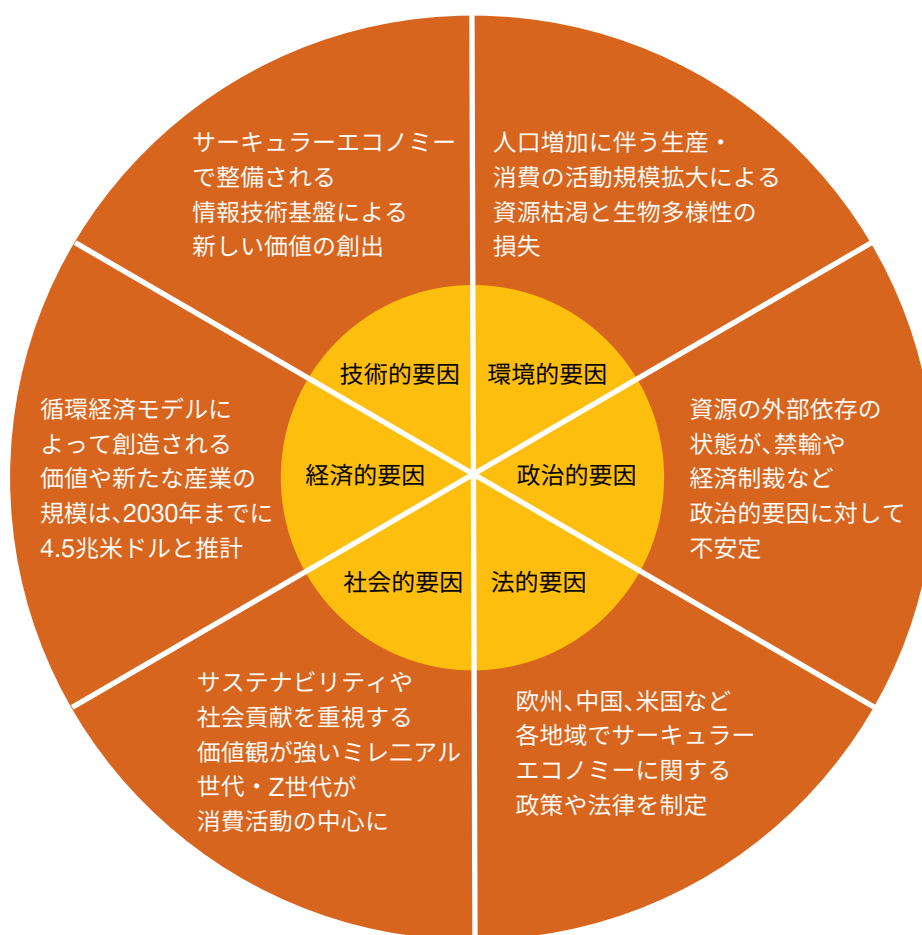 サーキュラーエコノミー
で整備される
情報技術基盤による
新しい価値の創出
人口増加に伴う生産・
消費の活動規模拡大による
資源枯渇と生物多様性の
損失
技術的要因
環境的要因
循環経済モデルに
よって創造される
価値や新たな産業の
規模は、2030年までに
4.5兆米ドルと推計
経済的要因
政治的要因
資源の外部依存の
状態が、禁輸や
経済制裁など
政治的要因に対して
不安定
社会的要因
法的要因
サステナビリティや
社会貢献を重視する
価値観が強いミレニアル
世代・Z世代が
消費活動の中心に
欧州、中国、米国など
各地域でサーキュラー
エコノミーに関する
政策や法律を制定